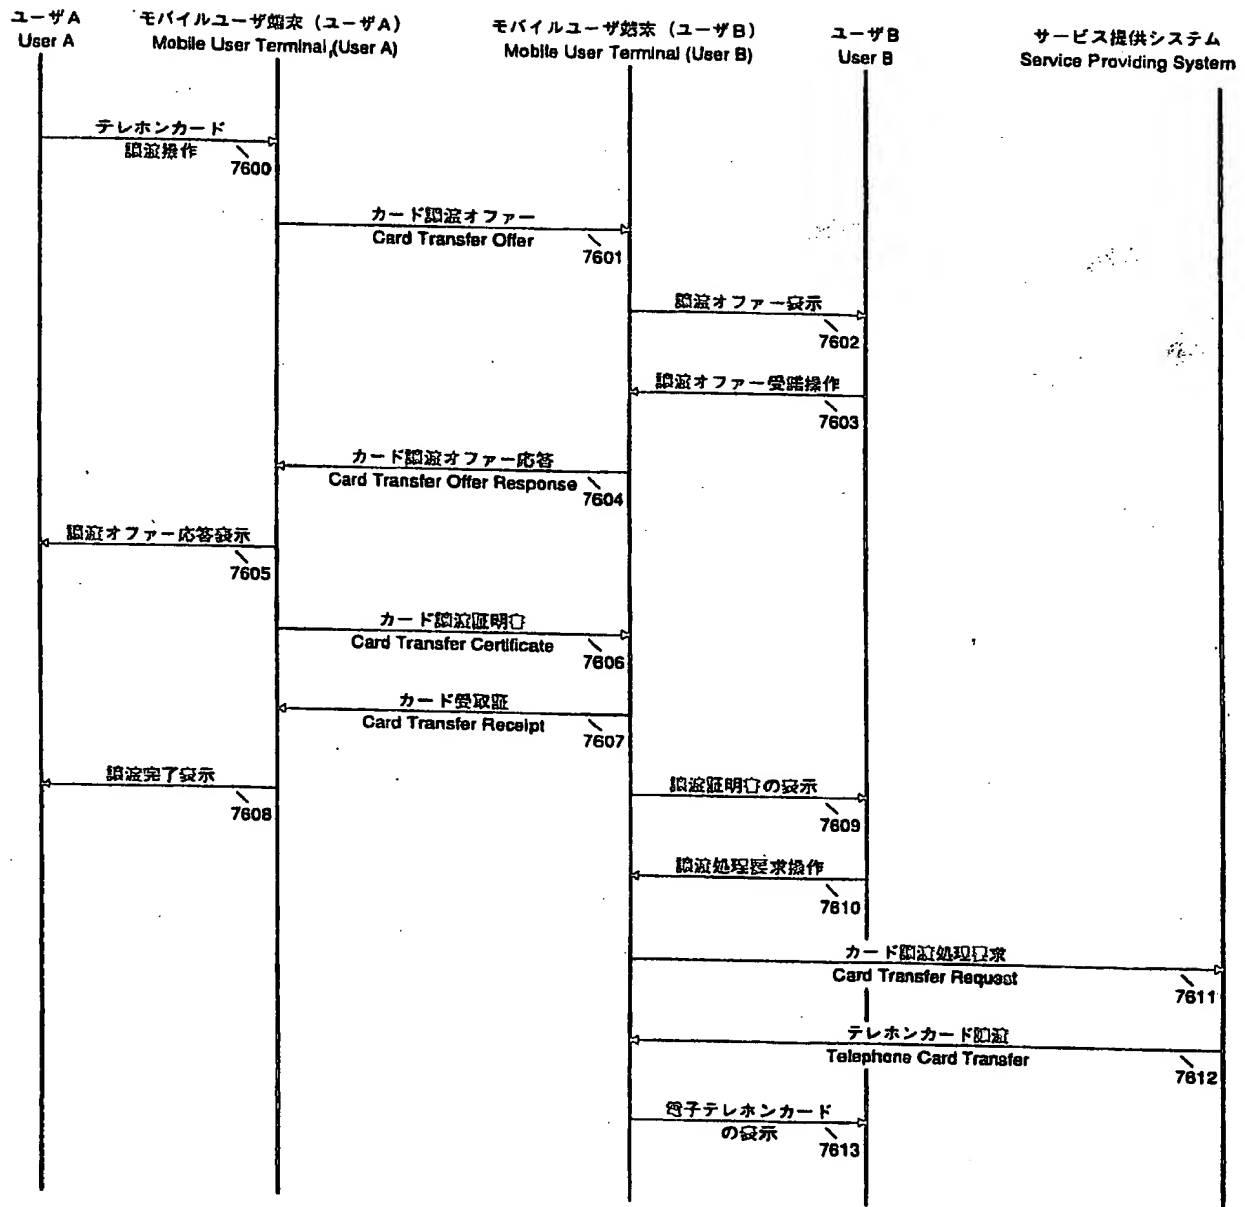 ユーザA
User A
モバイルユーザ端末（ユーザA）
Mobile User Terminal (User A)
モバイルユーザ端末（ユーザB）
Mobile User Terminal (User B)
ユーザB
User B
サービス提供システム
Service Providing System
テレホンカード
譲渡操作
7600
カード譲渡オファー
Card Transfer Offer
7601
譲渡オファー表示
7602
譲渡オファー受諾操作
7603
カード譲渡オファー応答
Card Transfer Offer Response
7604
譲渡オファー応答表示
7605
カード譲渡証明書
Card Transfer Certificate
7606
カード受取証
Card Transfer Receipt
7607
譲渡完了表示
7608
譲渡証明書の表示
7609
譲渡処理要求操作
7610
カード譲渡処理要求
Card Transfer Request
7611
テレホンカード譲渡
Telephone Card Transfer
7612
電子テレホンカード
の表示
7613